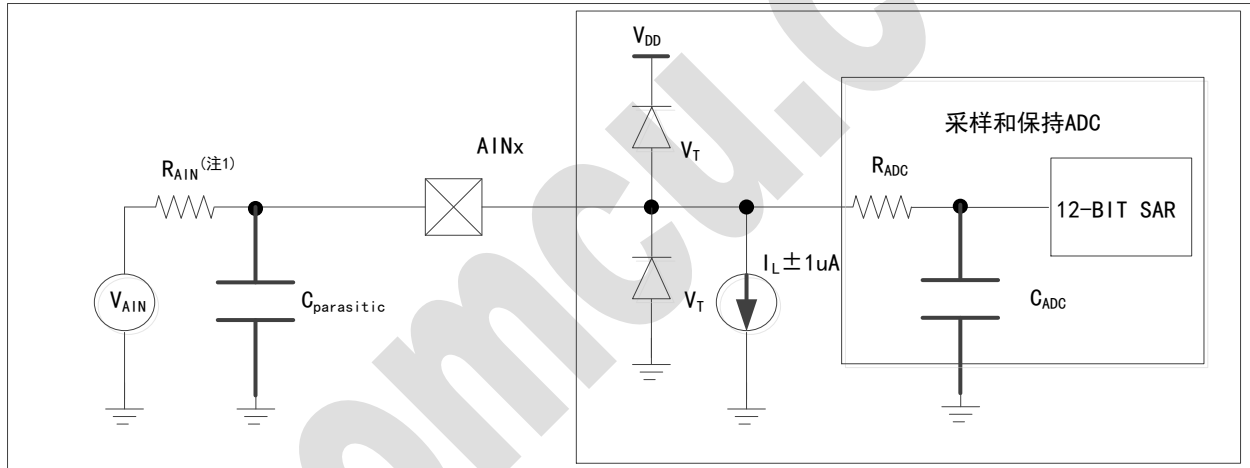 V_DD
采样和保持ADC
AINx
V_T
R_AIN(注1)
R_ADC
12-BIT SAR
I_L±1uA
V_AIN
C_parasitic
V_T
C_ADC
omcu.c